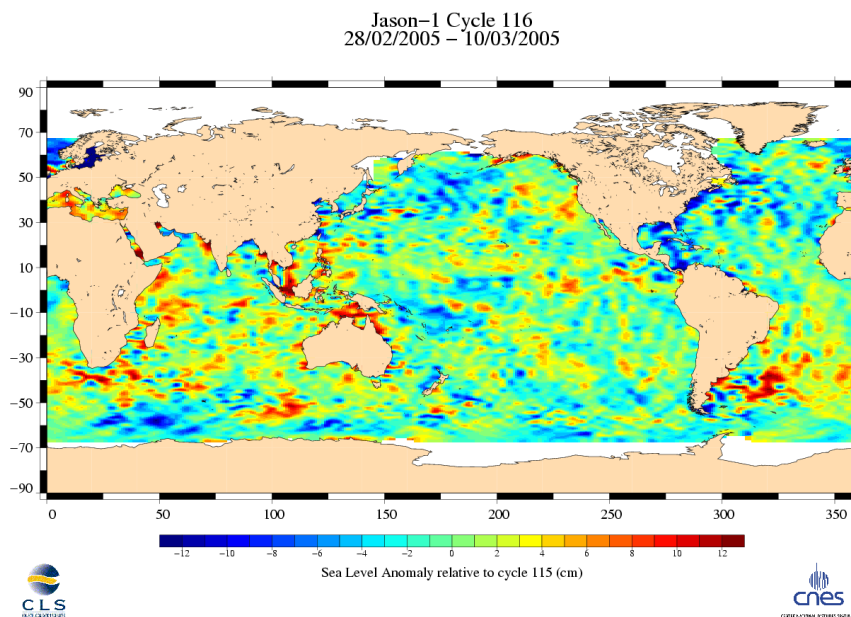 Jason−1 Cycle 116
28/02/2005 − 10/03/2005
90
70
50
30
10
−10
−30
−50
−70
−90
0 50 100 150 200 250 300 350
−12 −10 −8 −6 −4 −2 0 2 4 6 8 10 12
Sea Level Anomaly relative to cycle 115 (cm)
CLS
cnes